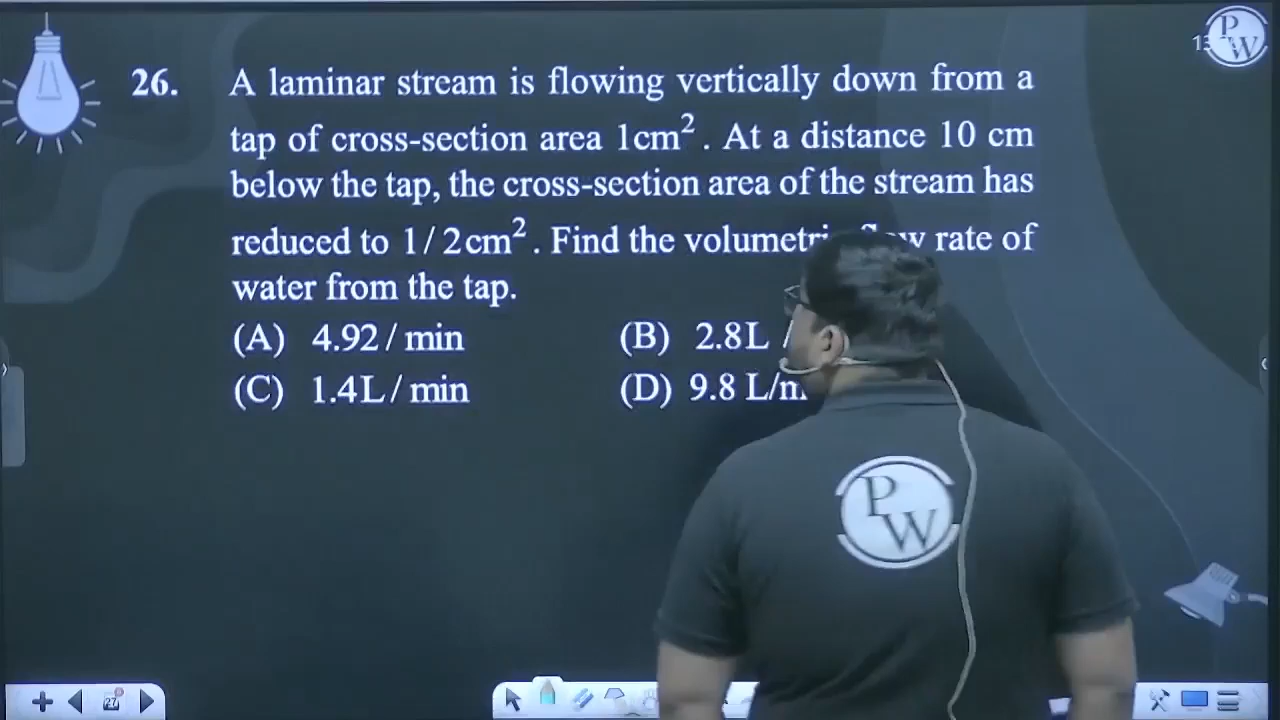 26. A laminar stream is flowing vertically down from a
tap of cross-section area 1cm². At a distance 10 cm
below the tap, the cross-section area of the stream has
reduced to 1/2cm². Find the rate of
water from the tap.
(A) 4.92/min (B) 2.8L
(C) 1.4L/min (D) 9.8
PW
PW
27